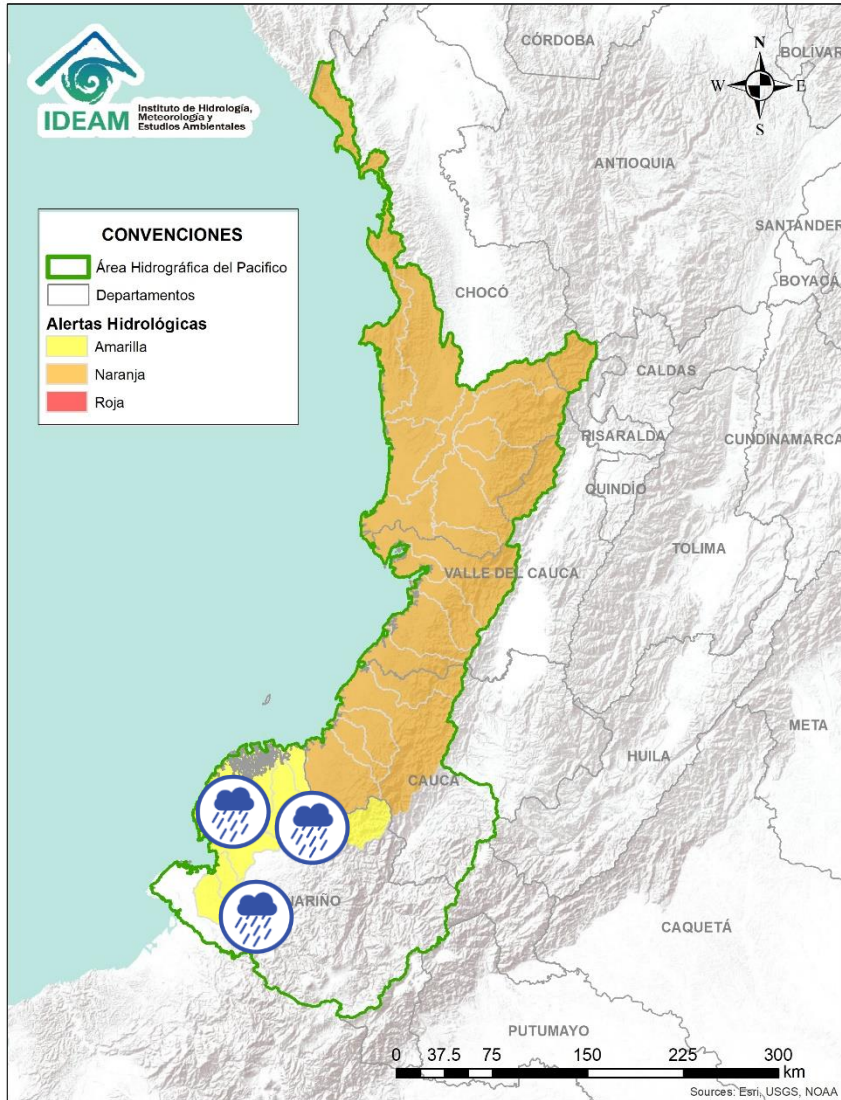 IDEAM
Instituto de Hidrología,
Meteorología y
Estudios Ambientales
CÓRDOBA
BOLÍVAR
N
W
E
S
ANTIOQUIA
SANTANDER
BOYACÁ
CONVENCIONES
Área Hidrográfica del Pacifico
Departamentos
Alertas Hidrológicas
Amarilla
Naranja
Roja
CHOCÓ
CALDAS
RISARALDA
CUNDINAMARCA
QUINDÍO
TOLIMA
VALLE DEL CAUCA
META
HUILA
CAUCA
NARIÑO
CAQUETÁ
PUTUMAYO
0 37.5 75 150 225 300
km
Sources: Esri, USGS, NOAA